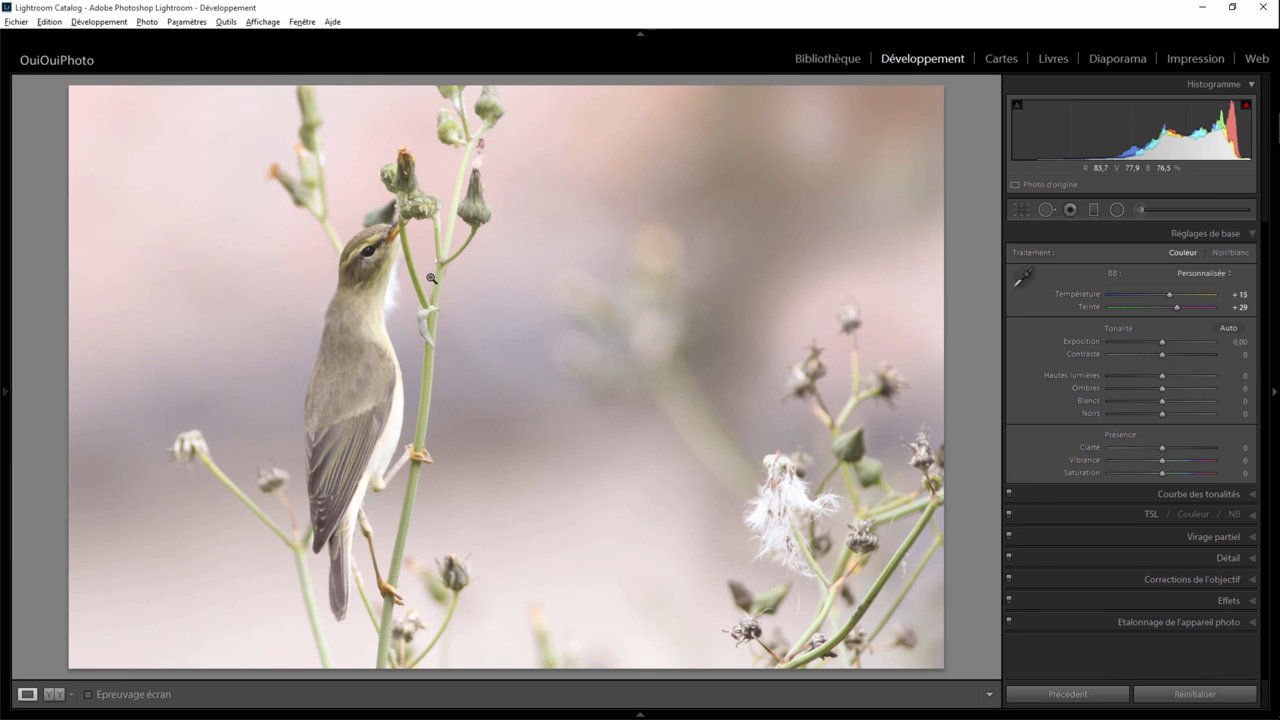 Lightroom Catalog - Adobe Photoshop Lightroom - Développement
Fichier Edition Développement Photo Paramètres Outils Affichage Fenêtre Aide
OuiOuiPhoto
Bibliothèque | Développement | Cartes | Livres | Diaporama | Impression | Web
Histogramme
R 83,7 V 77,9 B 76,5 %
Photo d'origine
Réglages de base
Traitement : Couleur Noir/blanc
BB : Personnalisée
Température + 15
Teinte + 29
Tonalité Auto
Exposition 0,00
Contraste 0
Hautes lumières 0
Ombres 0
Blancs 0
Noirs 0
Présence
Clarté 0
Vibrance 0
Saturation 0
Courbe des tonalités
TSL / Couleur / NB
Virage partiel
Détail
Corrections de l'objectif
Effets
Etalonnage de l'appareil photo
YY Epreuvage écran
Précédent Réinitialiser